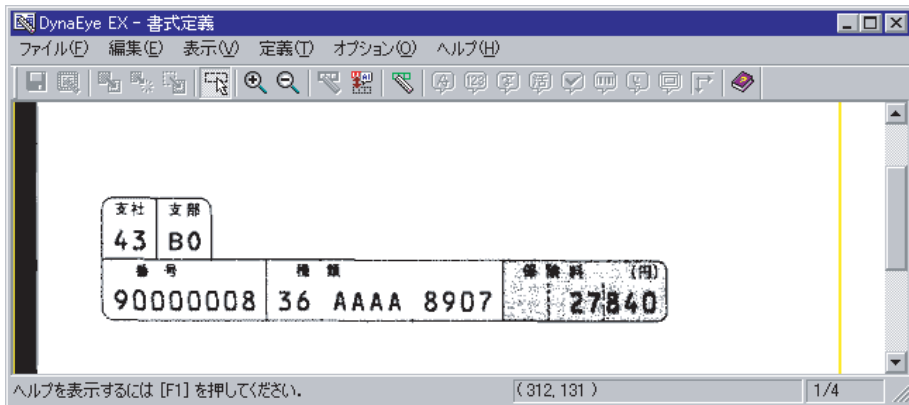 DynaEye EX - 書式定義
ファイル(F) 編集(E) 表示(V) 定義(T) オプション(O) ヘルプ(H)
支社 支部
43 B0
番号 種類 保険料 (円)
90000008 36 AAAA 8907 27840
ヘルプを表示するには [F1] を押してください。 (312, 131) 1/4